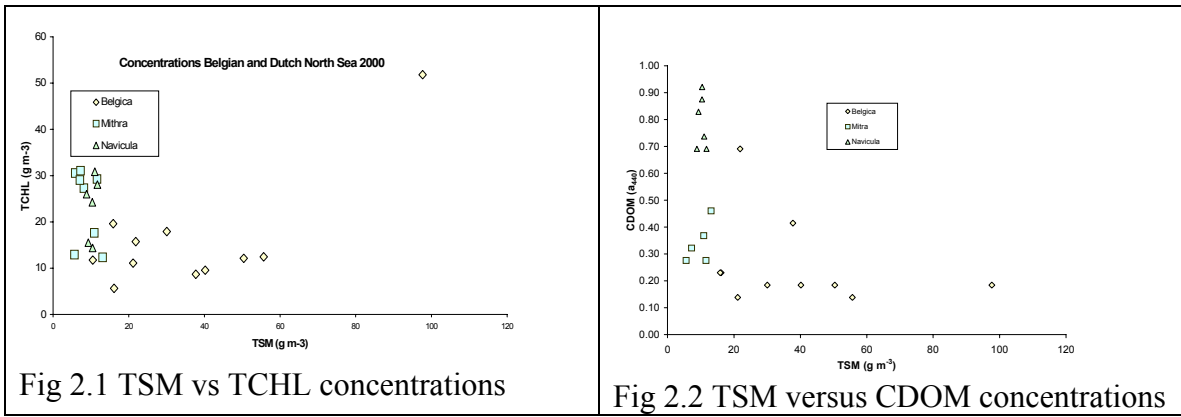 60
50
40
30
20
10
0
0
20
40
60
80
100
120
TCHL (g m-3)
TSM (g m-3)
Concentrations Belgian and Dutch North Sea 2000
Belgica
Mithra
Navicula
Fig 2.1 TSM vs TCHL concentrations
1.00
0.90
0.80
0.70
0.60
0.50
0.40
0.30
0.20
0.10
0.00
0
20
40
60
80
100
120
CDOM (a₄₄₀)
TSM (g m⁻³)
Belgica
Mitra
Navicula
Fig 2.2 TSM versus CDOM concentrations